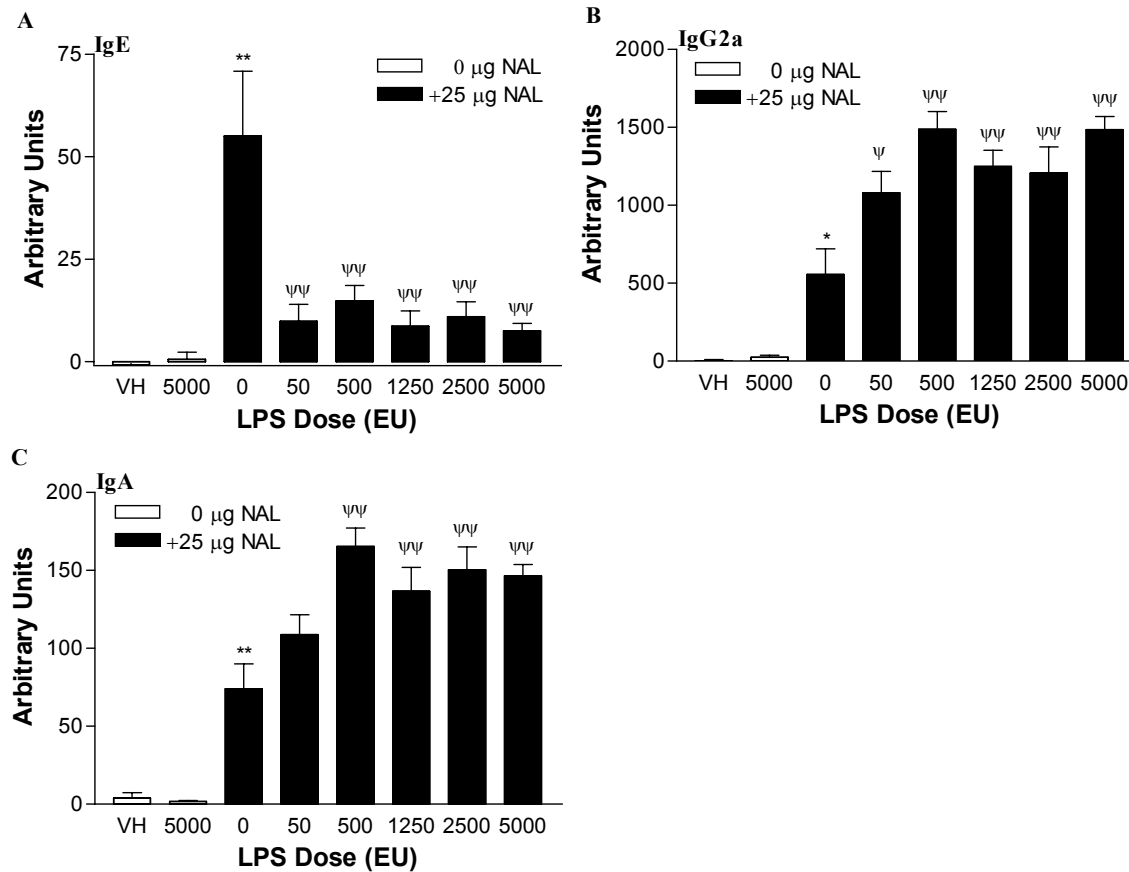 A
IgE
75
50
25
0
Arbitrary Units
0 µg NAL
+25 µg NAL
**
ψψ
ψψ
ψψ
ψψ
ψψ
VH 5000 0 50 500 1250 2500 5000
LPS Dose (EU)
B
IgG2a
2000
1500
1000
500
0
Arbitrary Units
0 µg NAL
+25 µg NAL
*
ψ
ψψ
ψψ
ψψ
ψψ
VH 5000 0 50 500 1250 2500 5000
LPS Dose (EU)
C
IgA
200
150
100
50
0
Arbitrary Units
0 µg NAL
+25 µg NAL
**
ψψ
ψψ
ψψ
ψψ
VH 5000 0 50 500 1250 2500 5000
LPS Dose (EU)